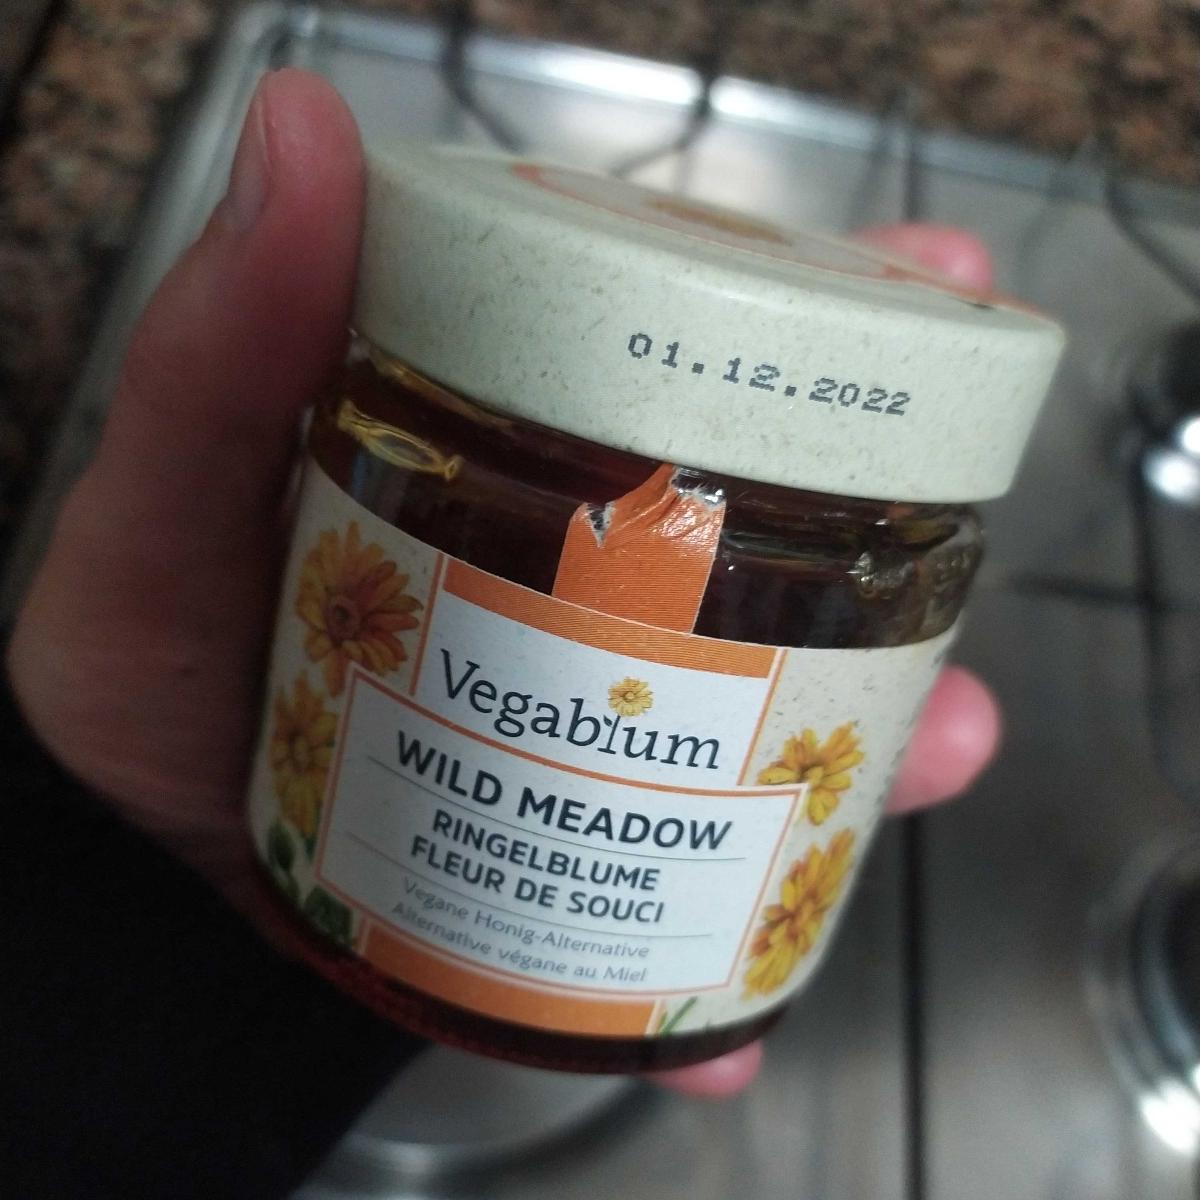 01.12.2022
Vegablum
WILD MEADOW
RINGELBLUME
FLEUR DE SOUCI
Vegane Honig-Alternative
Alternative végane au Miel